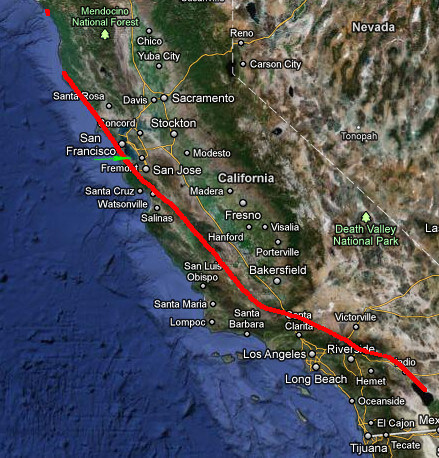 Mendocino
National Forest
Chico
Yuba City
Reno
Carson City
Nevada
Santa Rosa
Davis
Sacramento
Concord
Stockton
San
Francisco
Modesto
Tonopah
Fremont
San Jose
California
Santa Cruz
Watsonville
Madera
Salinas
Fresno
Hanford
Visalia
Death Valley
National Park
La
Porterville
San Luis
Obispo
Bakersfield
Santa Maria
Lompoc
Santa
Barbara
Santa
Clarita
Victorville
Los Angeles
Riverside
Indio
Long Beach
Hemet
Oceanside
El Cajon
Mex
Tijuana
Tecate